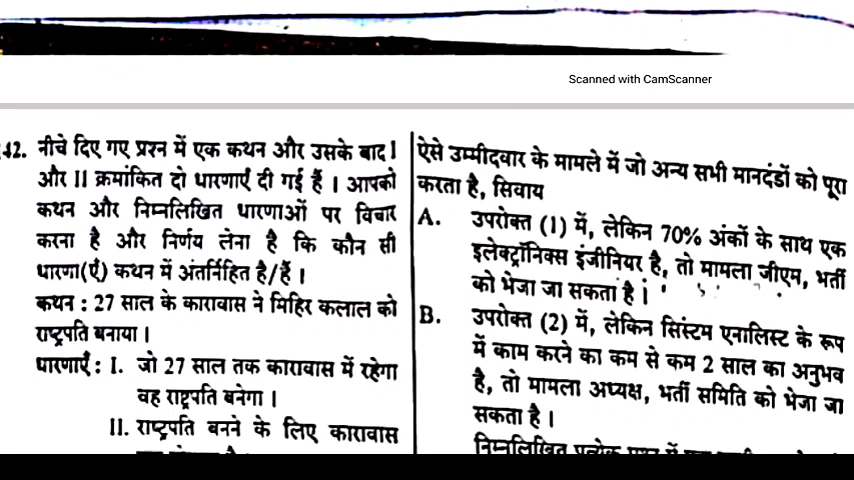 Scanned with CamScanner
42. नीचे दिए गए प्रश्न में एक कथन और उसके बाद I
और II क्रमांकित दो धारणाएँ दी गई हैं । आपको
कथन और निम्नलिखित धारणाओं पर विचार
करना है और निर्णय लेना है कि कौन सी
धारणा(एँ) कथन में अंतर्निहित है/हैं ।
कथन : 27 साल के कारावास ने मिहिर कलाल को
राष्ट्रपति बनाया ।
धारणाएँ : I. जो 27 साल तक कारावास में रहेगा
वह राष्ट्रपति बनेगा ।
II. राष्ट्रपति बनने के लिए कारावास
ऐसे उम्मीदवार के मामले में जो अन्य सभी मानदंडों को पूरा
करता है, सिवाय
A. उपरोक्त (1) में, लेकिन 70% अंकों के साथ एक
इलेक्ट्रॉनिक्स इंजीनियर है, तो मामला जीएम, भर्ती
को भेजा जा सकता है ।
B. उपरोक्त (2) में, लेकिन सिस्टम एनालिस्ट के रूप
में काम करने का कम से कम 2 साल का अनुभव
है, तो मामला अध्यक्ष, भर्ती समिति को भेजा जा
सकता है ।
निम्नलिखित प्रत्येक प्रश्न में